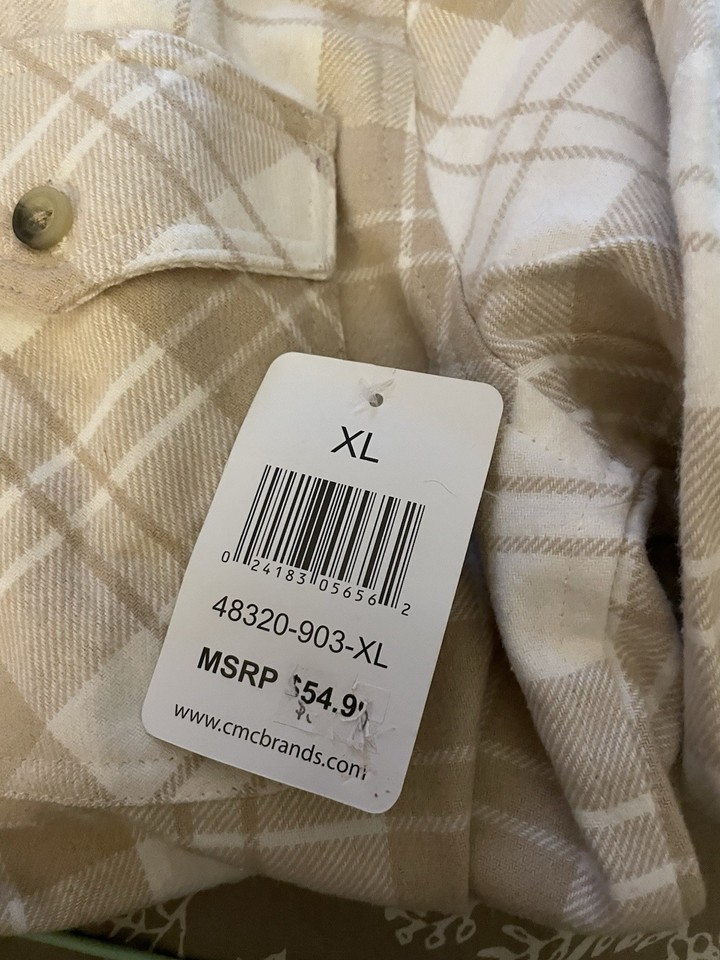 XL
0 24183 05656 2
48320-903-XL
MSRP $54.9
www.cmcbrands.com